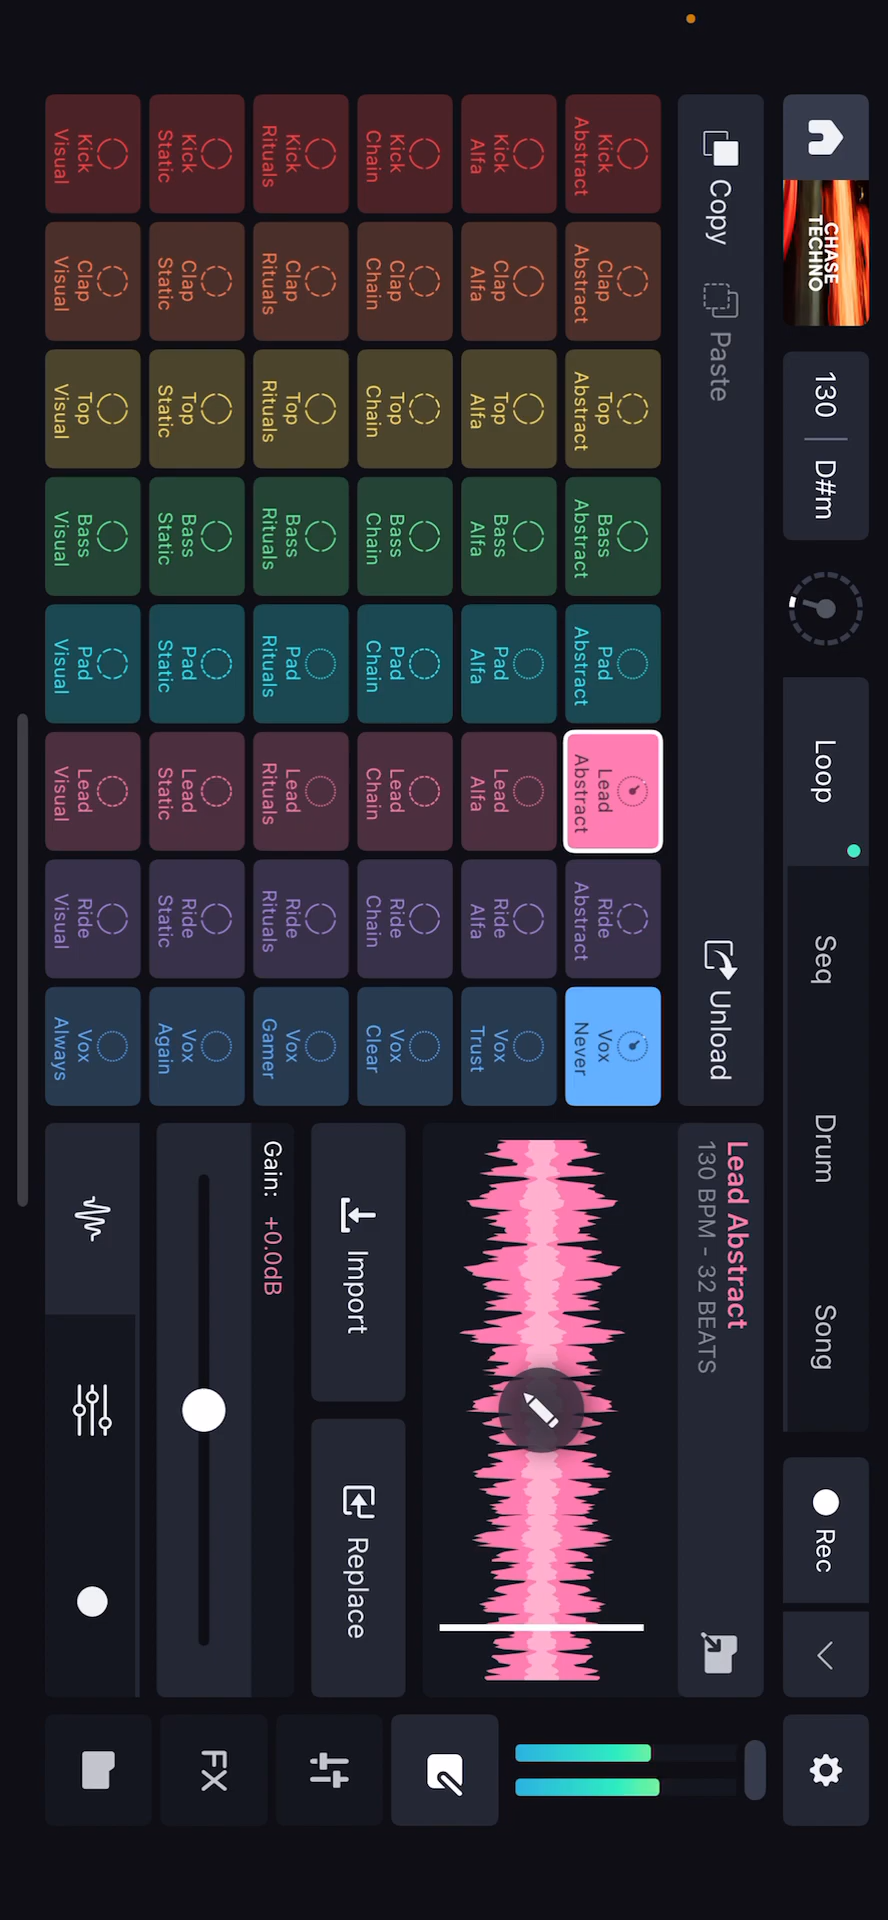 CHASE
TECHNO
130
D#m
Loop
Seq
Drum
Song
Rec
Copy
Paste
Unload
Lead Abstract
130 BPM - 32 BEATS
Kick
Abstract
Clap
Abstract
Top
Abstract
Bass
Abstract
Pad
Abstract
Lead
Abstract
Ride
Abstract
Vox
Never
Kick
Alfa
Clap
Alfa
Top
Alfa
Bass
Alfa
Pad
Alfa
Lead
Alfa
Ride
Alfa
Vox
Trust
Kick
Chain
Clap
Chain
Top
Chain
Bass
Chain
Pad
Chain
Lead
Chain
Ride
Chain
Vox
Clear
Kick
Rituals
Clap
Rituals
Top
Rituals
Bass
Rituals
Pad
Rituals
Lead
Rituals
Ride
Rituals
Vox
Gamer
Kick
Static
Clap
Static
Top
Static
Bass
Static
Pad
Static
Lead
Static
Ride
Static
Vox
Again
Kick
Visual
Clap
Visual
Top
Visual
Bass
Visual
Pad
Visual
Lead
Visual
Ride
Visual
Vox
Always
Import
Replace
Gain: +0.0dB
FX